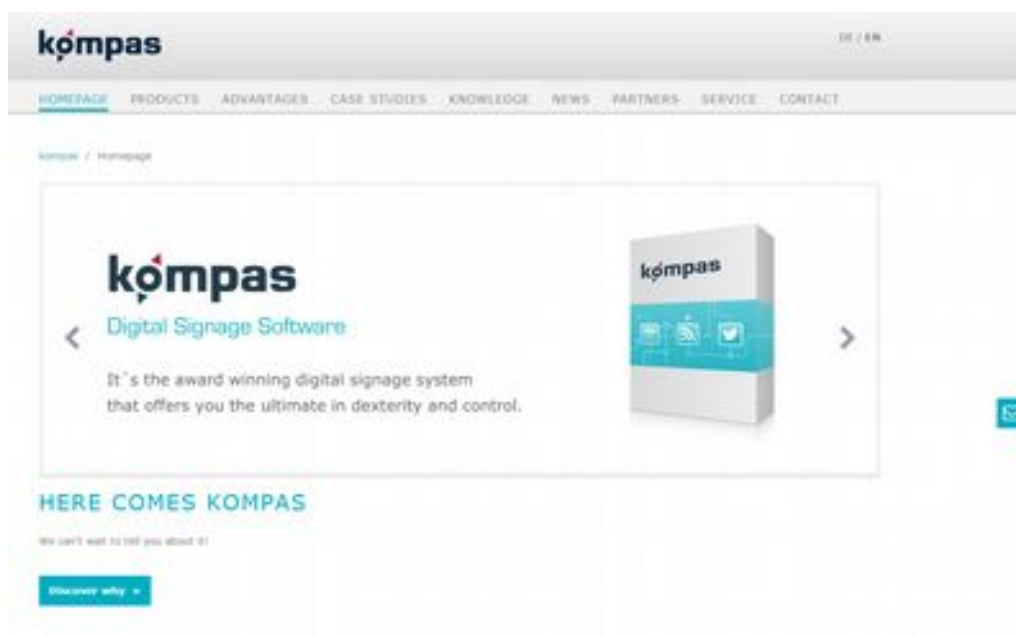 kompas
DE / EN
HOMEPAGE PRODUCTS ADVANTAGES CASE STUDIES KNOWLEDGE NEWS PARTNERS SERVICE CONTACT
kompas / Homepage
kompas
Digital Signage Software
It´s the award winning digital signage system
that offers you the ultimate in dexterity and control.
kompas
HERE COMES KOMPAS
We can't wait to tell you about it!
Discover why »